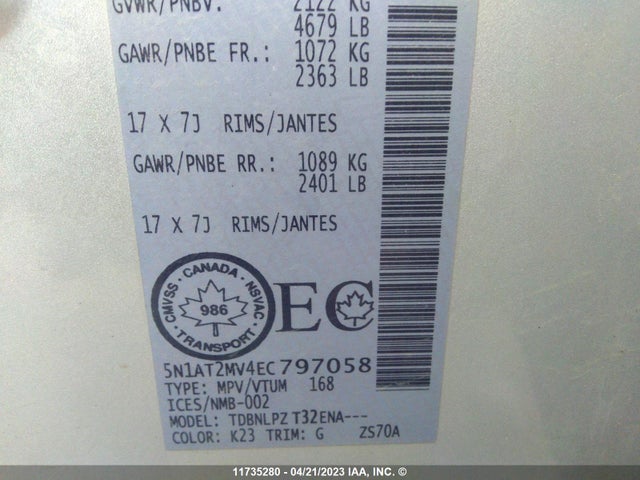 GVWR/PNBV: 2122 KG
4679 LB
GAWR/PNBE FR.: 1072 KG
2363 LB
17 X 7J RIMS/JANTES
GAWR/PNBE RR.: 1089 KG
2401 LB
17 X 7J RIMS/JANTES
CMVSS · CANADA · NSVAC
986
· TRANSPORT ·
EC
5N1AT2MV4EC797058
TYPE: MPV/VTUM 168
ICES/NMB-002
MODEL: TDBNLPZ T32ENA---
COLOR: K23 TRIM: G ZS70A
11735280 - 04/21/2023 IAA, INC. ©